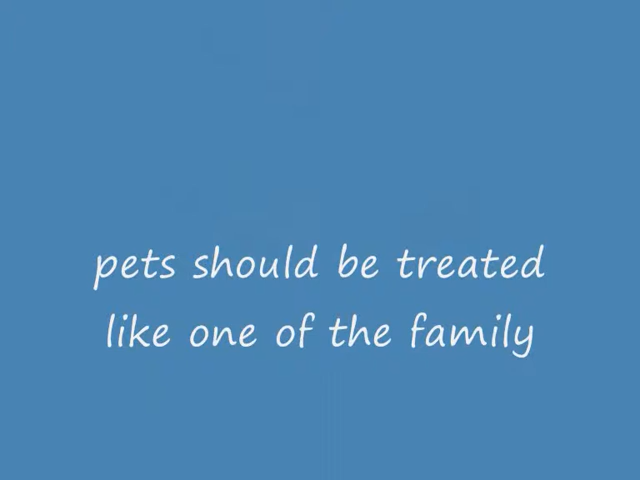 pets should be treated
like one of the family